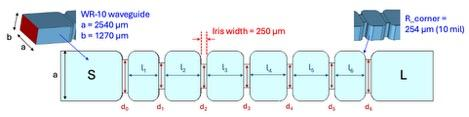 WR-10 waveguide
a = 2540 µm
b = 1270 µm
b
a
Iris width = 250 µm
R_corner =
254 µm (10 mil)
a
S
l₁
l₂
l₃
l₄
l₅
l₆
L
d₀
d₁
d₂
d₃
d₄
d₅
d₆